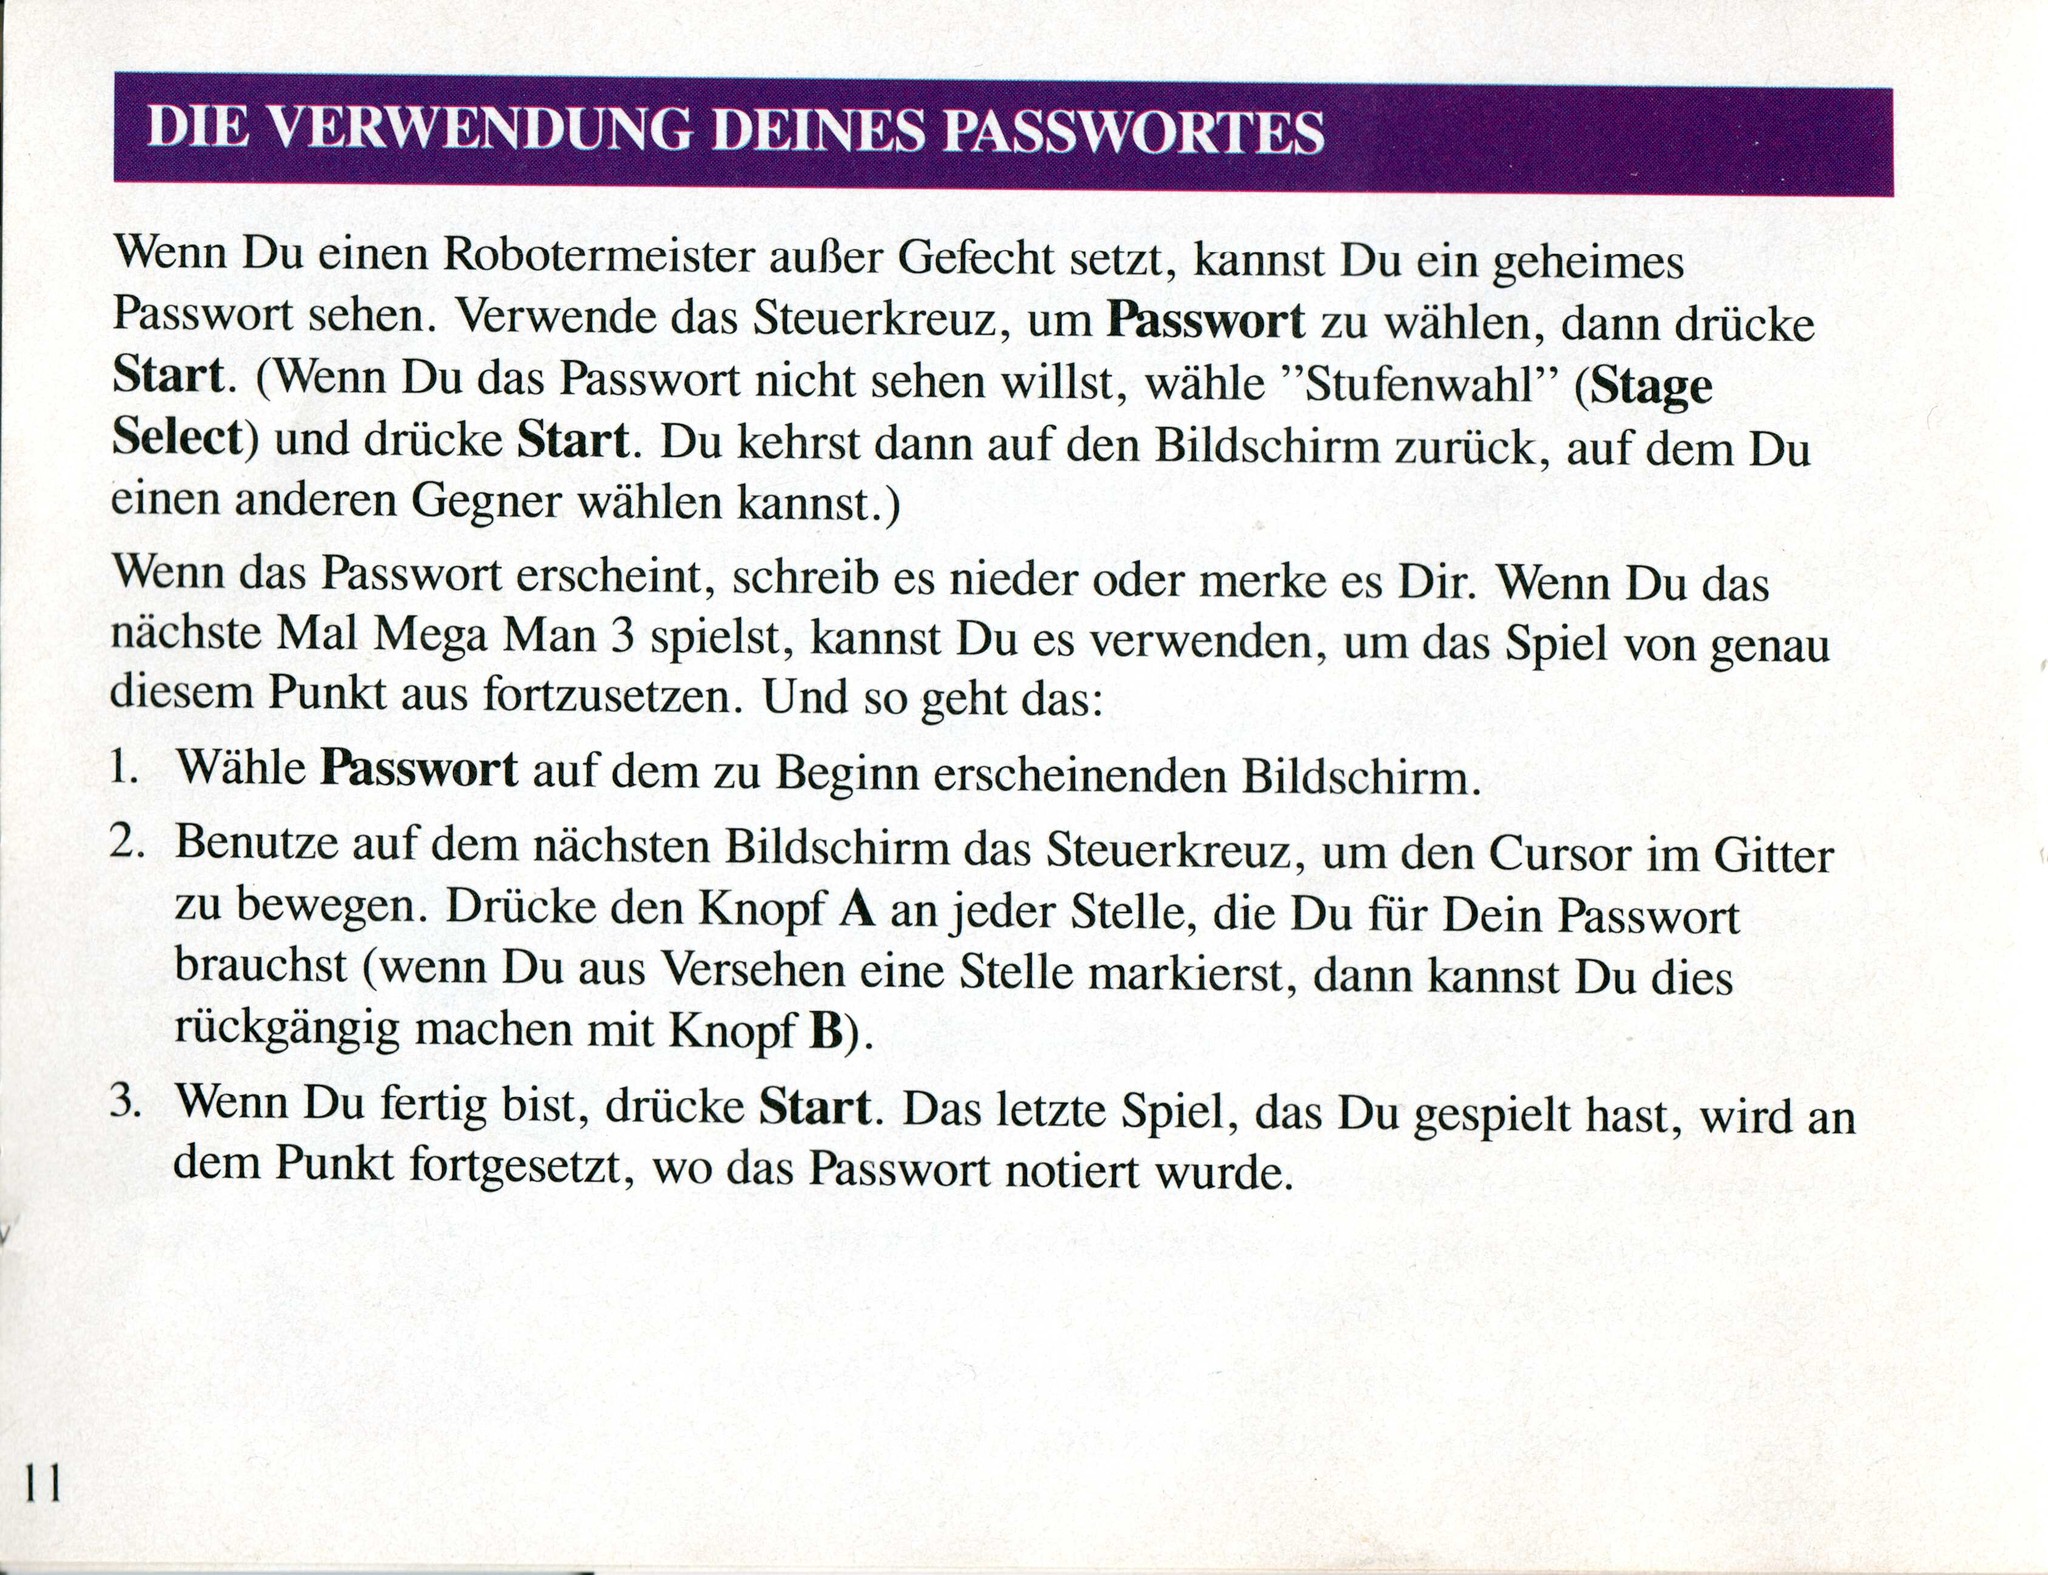 DIE VERWENDUNG DEINES PASSWORTES
Wenn Du einen Robotermeister außer Gefecht setzt, kannst Du ein geheimes
Passwort sehen. Verwende das Steuerkreuz, um Passwort zu wählen, dann drücke
Start. (Wenn Du das Passwort nicht sehen willst, wähle ”Stufenwahl” (Stage
Select) und drücke Start. Du kehrst dann auf den Bildschirm zurück, auf dem Du
einen anderen Gegner wählen kannst.)
Wenn das Passwort erscheint, schreib es nieder oder merke es Dir. Wenn Du das
nächste Mal Mega Man 3 spielst, kannst Du es verwenden, um das Spiel von genau
diesem Punkt aus fortzusetzen. Und so geht das:
1. Wähle Passwort auf dem zu Beginn erscheinenden Bildschirm.
2. Benutze auf dem nächsten Bildschirm das Steuerkreuz, um den Cursor im Gitter
zu bewegen. Drücke den Knopf A an jeder Stelle, die Du für Dein Passwort
brauchst (wenn Du aus Versehen eine Stelle markierst, dann kannst Du dies
rückgängig machen mit Knopf B).
3. Wenn Du fertig bist, drücke Start. Das letzte Spiel, das Du gespielt hast, wird an
dem Punkt fortgesetzt, wo das Passwort notiert wurde.
11